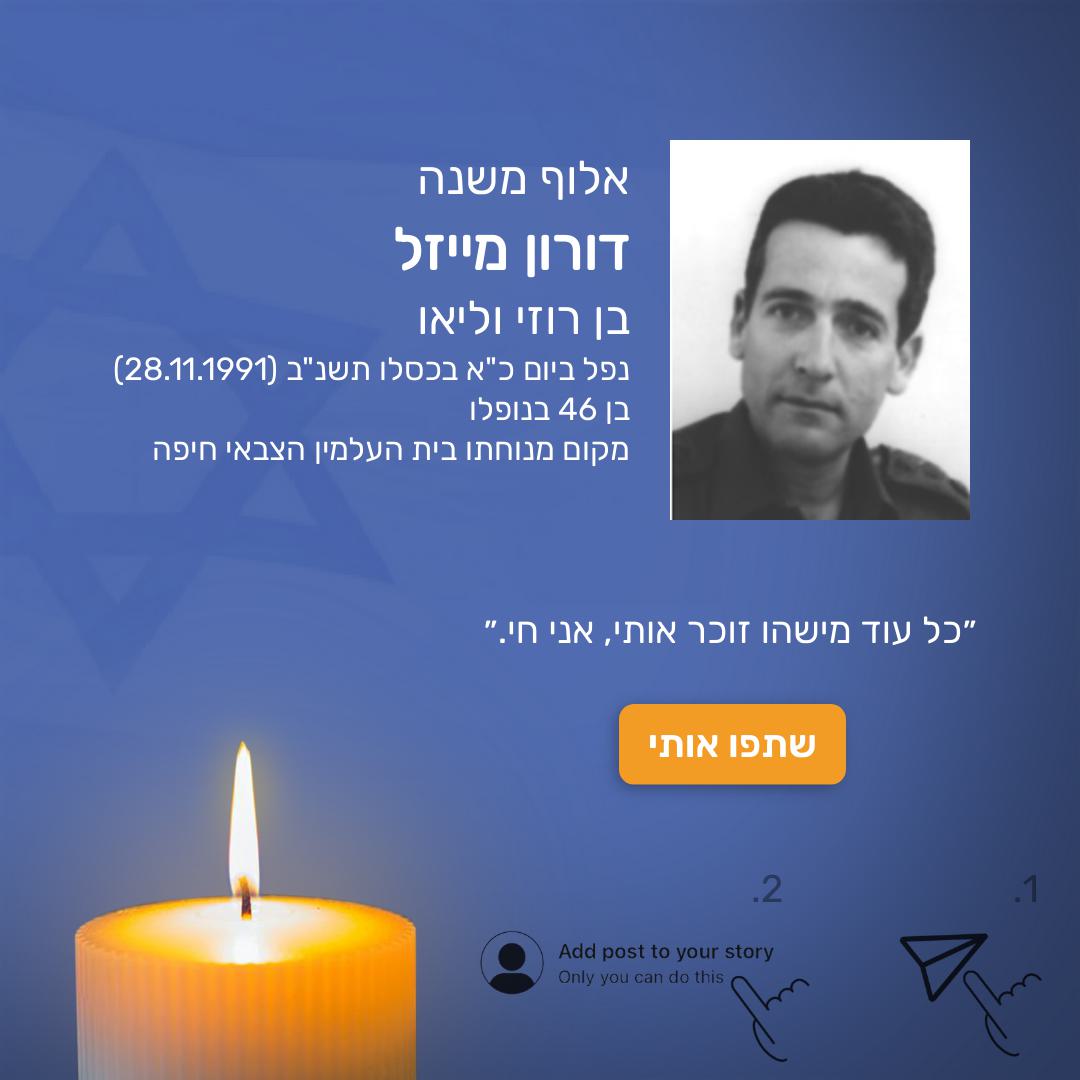 אלוף משנה
דורון מייזל
בן רוזי וליאו
נפל ביום כ"א בכסלו תשנ"ב (28.11.1991)
בן 46 בנופלו
מקום מנוחתו בית העלמין הצבאי חיפה
״כל עוד מישהו זוכר אותי, אני חי.״
שתפו אותי
1.
2.
Add post to your story
Only you can do this